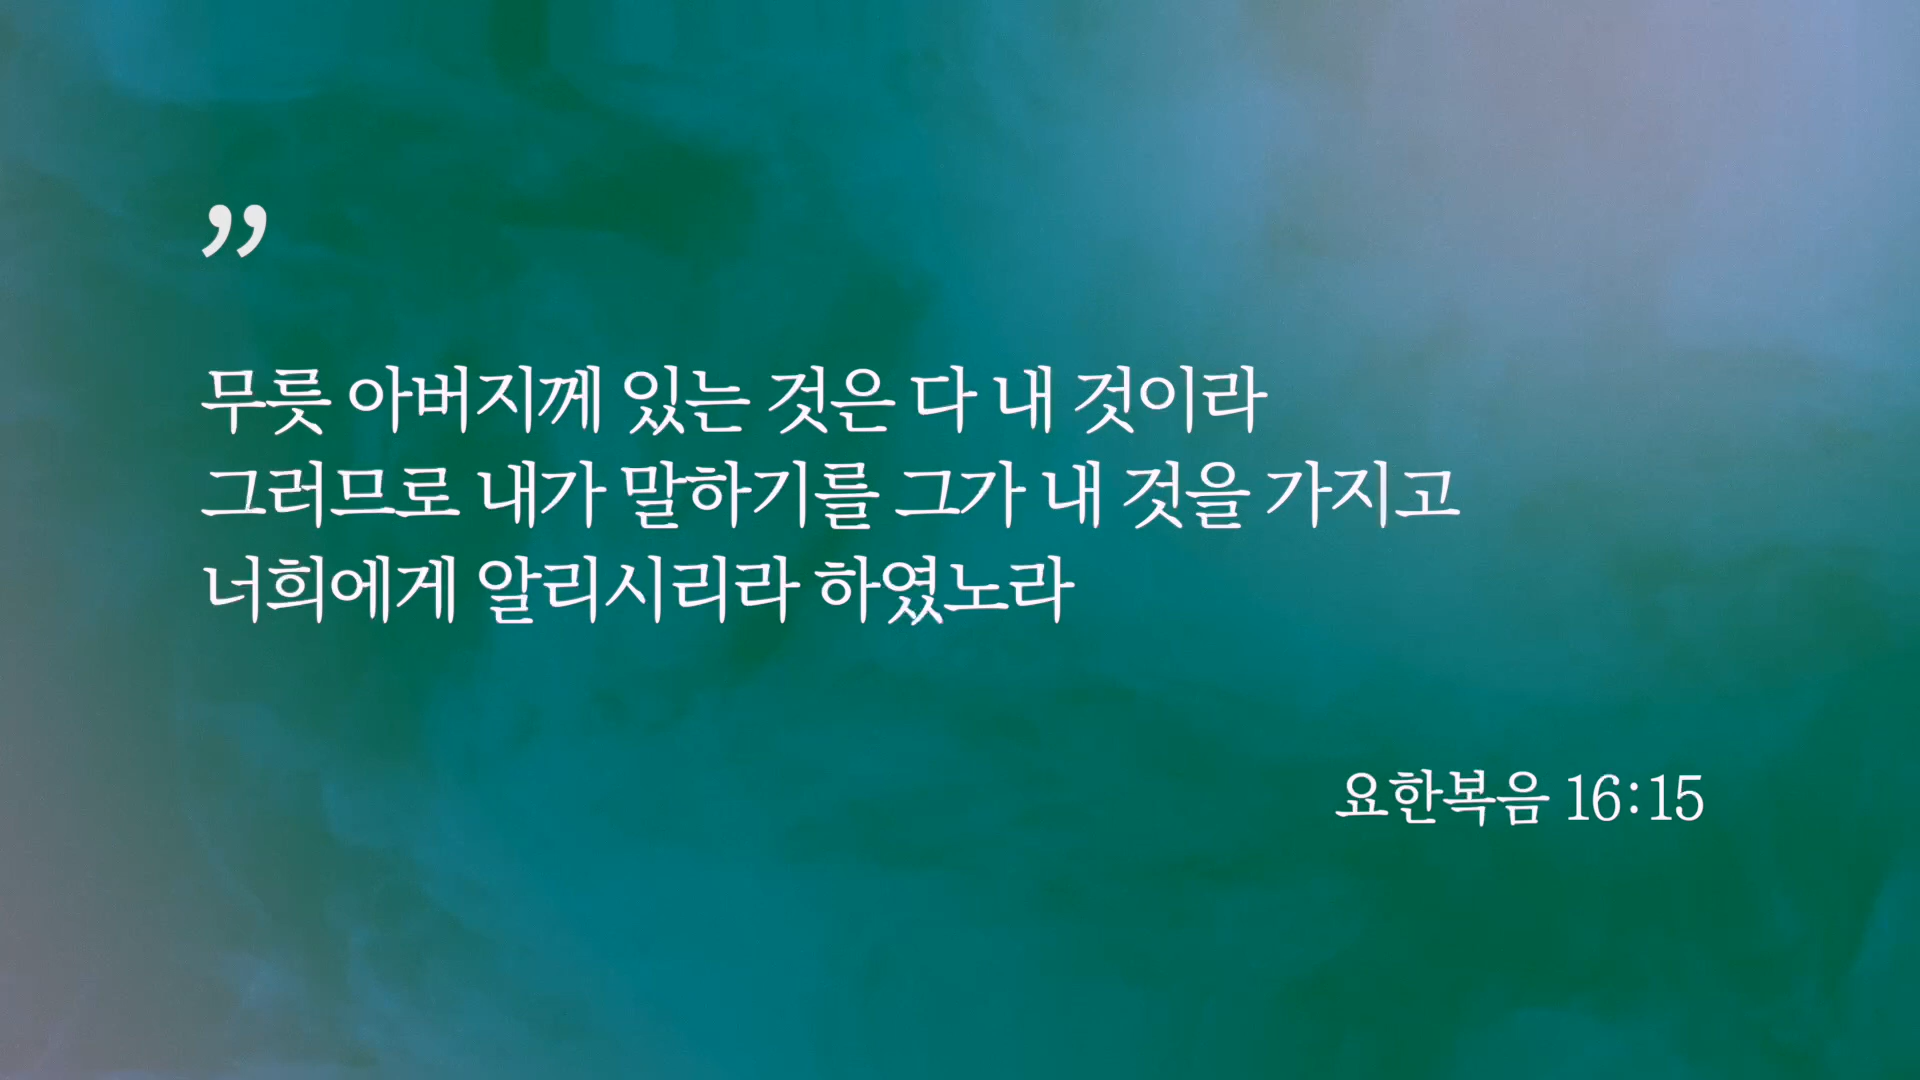 ”
무릇 아버지께 있는 것은 다 내 것이라
그러므로 내가 말하기를 그가 내 것을 가지고
너희에게 알리시리라 하였노라
요한복음 16:15